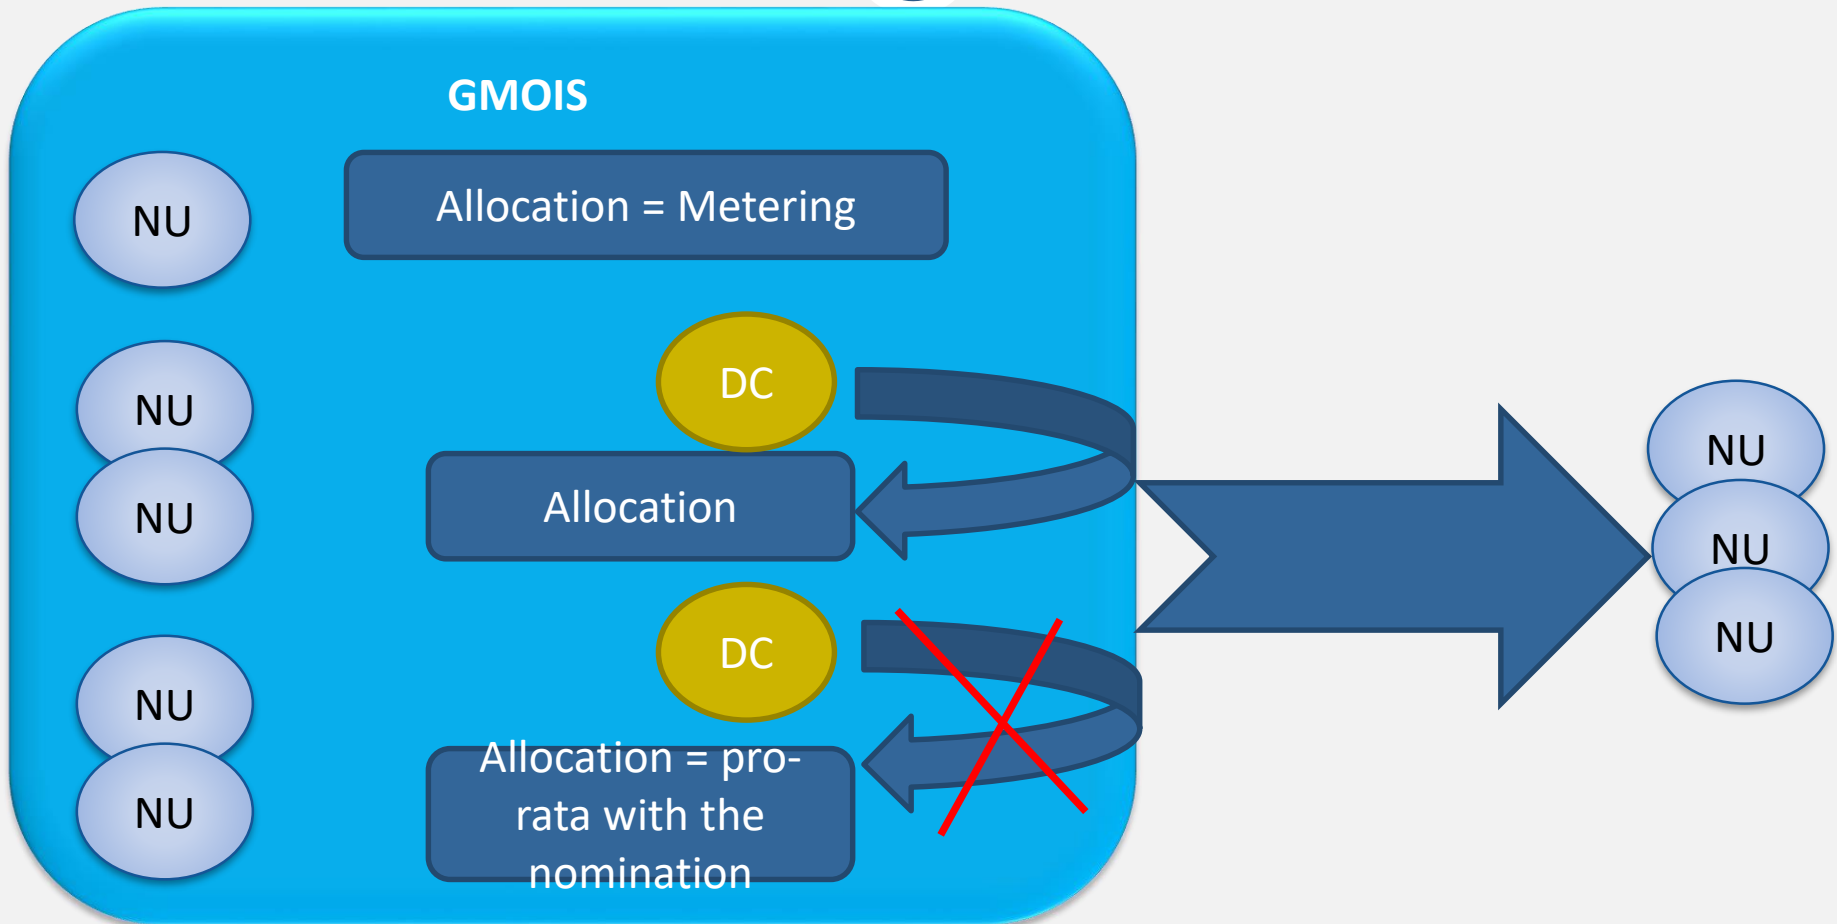 GMOIS
NU
Allocation = Metering
NU
DC
NU
Allocation
NU
DC
NU
Allocation = pro-
rata with the
nomination
NU
NU
NU